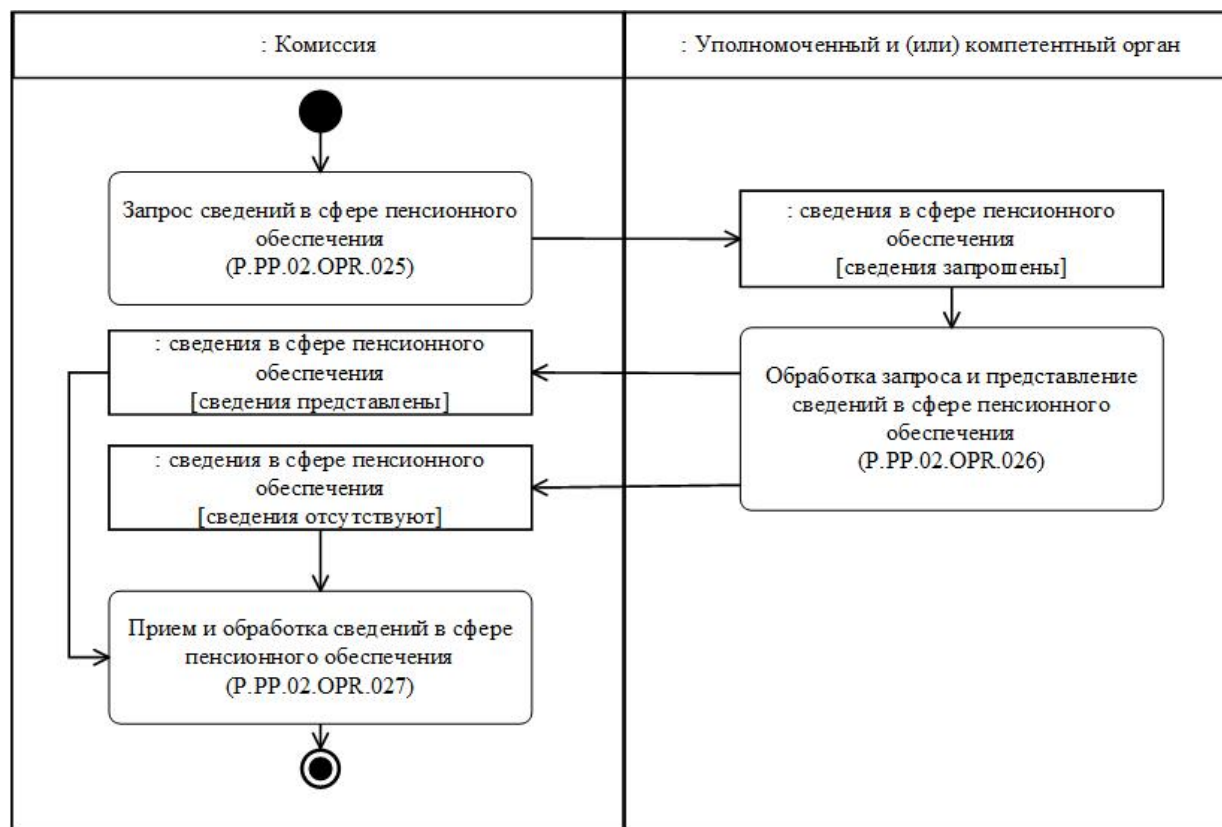 : Комиссия
: Уполномоченный и (или) компетентный орган
Запрос сведений в сфере пенсионного
обеспечения
(P.PP.02.OPR.025)
: сведения в сфере пенсионного
обеспечения
[сведения запрошены]
: сведения в сфере пенсионного
обеспечения
[сведения представлены]
Обработка запроса и представление
сведений в сфере пенсионного
обеспечения
(P.PP.02.OPR.026)
: сведения в сфере пенсионного
обеспечения
[сведения отсутствуют]
Прием и обработка сведений в сфере
пенсионного обеспечения
(P.PP.02.OPR.027)